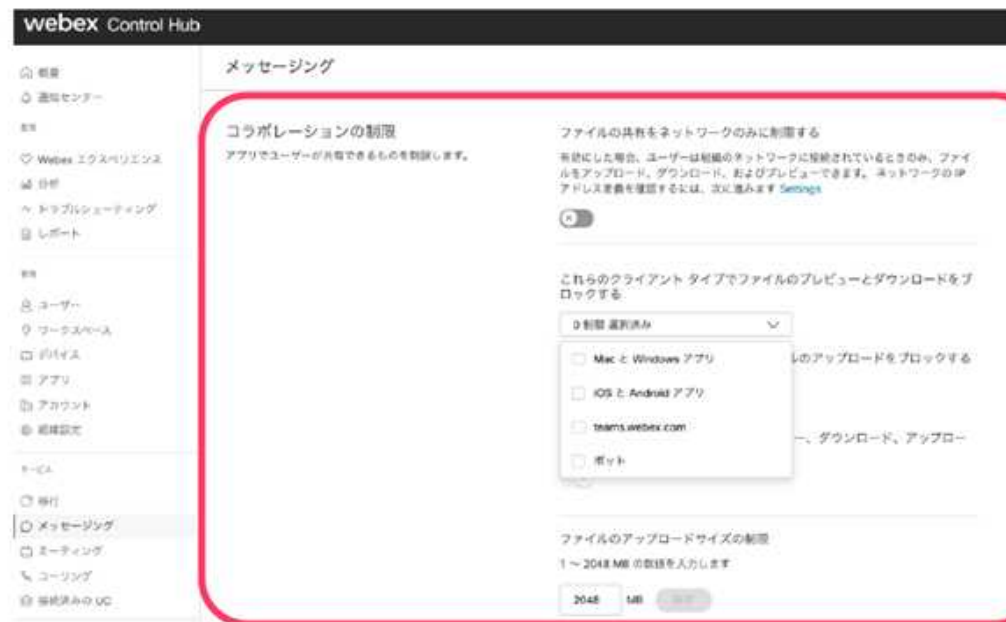 webex Control Hub
概要
通知センター
メッセージング
Webex エクスペリエンス
分析
トラブルシューティング
レポート
ユーザー
ワークスペース
デバイス
アプリ
アカウント
組織設定
サービス
移行
メッセージング
ミーティング
コーリング
接続済みの UC
コラボレーションの制限
アプリでユーザーが共有できるものを制限します。
ファイルの共有をネットワークのみに制限する
有効にした場合、ユーザーは組織のネットワークに接続されているときのみ、ファイ
ルをアップロード、ダウンロード、およびプレビューできます。 ネットワークの IP
アドレス定義を確認するには、次に進みます Settings
これらのクライアント タイプでファイルのプレビューとダウンロードをブ
ロックする
0 制限 選択済み
Mac と Windows アプリ
ルのアップロードをブロックする
iOS と Android アプリ
teams.webex.com
ー、ダウンロード、アップロー
ボット
ファイルのアップロードサイズの制限
1 ～ 2048 MB の数値を入力します
2048 MB